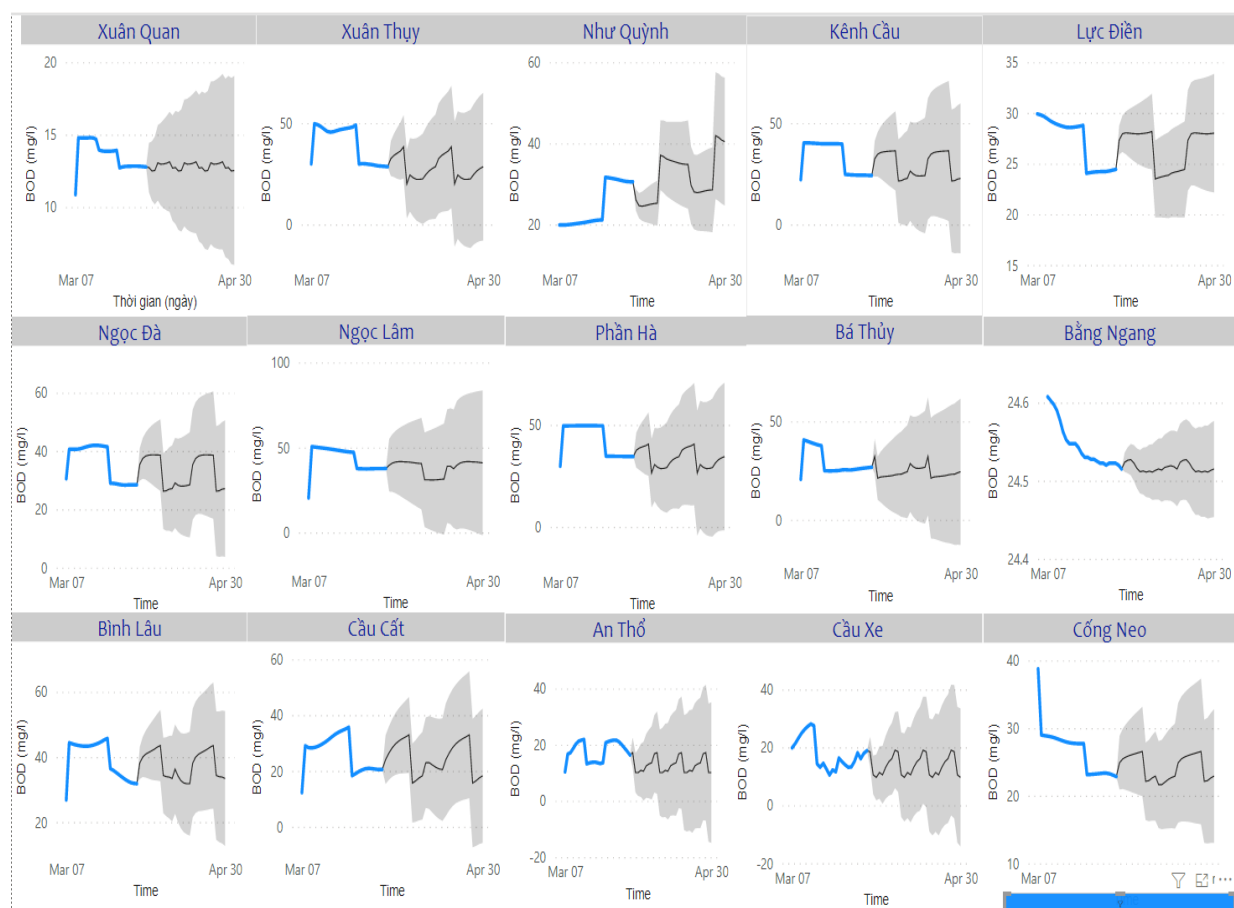 Xuân Quan
20
15
10
BOD (mg/l)
Mar 07
Apr 30
Thời gian (ngày)
Xuân Thụy
50
0
BOD (mg/l)
Mar 07
Apr 30
Như Quỳnh
60
40
20
BOD (mg/l)
Mar 07
Apr 30
Time
Kênh Cầu
50
0
BOD (mg/l)
Mar 07
Apr 30
Time
Lực Điền
35
30
25
20
15
BOD (mg/l)
Mar 07
Apr 30
Time
Ngọc Đà
60
40
20
0
BOD (mg/l)
Mar 07
Apr 30
Time
Ngọc Lâm
100
50
0
BOD (mg/l)
Mar 07
Apr 30
Time
Phần Hà
50
0
BOD (mg/l)
Mar 07
Apr 30
Time
Bá Thủy
50
0
BOD (mg/l)
Mar 07
Apr 30
Time
Bằng Ngang
24.6
24.5
24.4
BOD (mg/l)
Mar 07
Apr 30
Time
Bình Lâu
60
40
20
BOD (mg/l)
Mar 07
Apr 30
Time
Cầu Cất
60
40
20
0
BOD (mg/l)
Mar 07
Apr 30
Time
An Thổ
40
20
0
-20
BOD (mg/l)
Mar 07
Apr 30
Time
Cầu Xe
40
20
0
-20
BOD (mg/l)
Mar 07
Apr 30
Time
Cống Neo
40
30
20
10
BOD (mg/l)
Mar 07